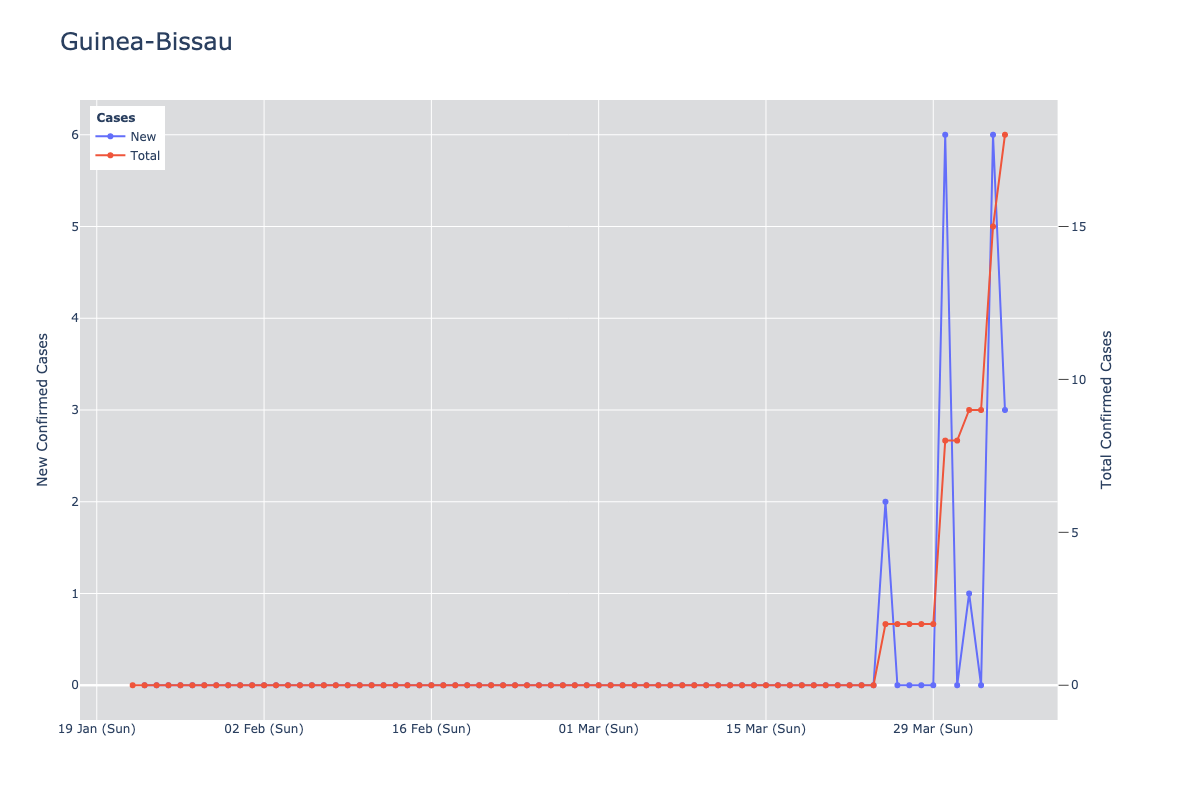 Guinea-Bissau
Cases
New
Total
6
5
4
3
2
1
0
New Confirmed Cases
15
10
5
0
Total Confirmed Cases
19 Jan (Sun)
02 Feb (Sun)
16 Feb (Sun)
01 Mar (Sun)
15 Mar (Sun)
29 Mar (Sun)